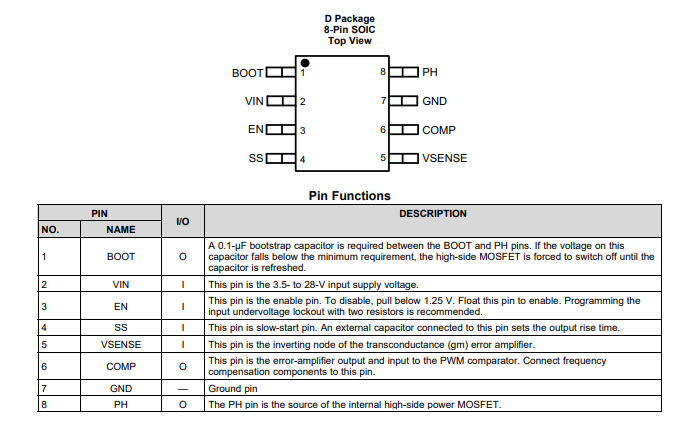 D Package
8-Pin SOIC
Top View
BOOT 1 8 PH
VIN 2 7 GND
EN 3 6 COMP
SS 4 5 VSENSE
Pin Functions
PIN I/O DESCRIPTION
NO. NAME
1 BOOT O A 0.1-μF bootstrap capacitor is required between the BOOT and PH pins. If the voltage on this
capacitor falls below the minimum requirement, the high-side MOSFET is forced to switch off until the
capacitor is refreshed.
2 VIN I This pin is the 3.5- to 28-V input supply voltage.
3 EN I This pin is the enable pin. To disable, pull below 1.25 V. Float this pin to enable. Programming the
input undervoltage lockout with two resistors is recommended.
4 SS I This pin is slow-start pin. An external capacitor connected to this pin sets the output rise time.
5 VSENSE I This pin is the inverting node of the transconductance (gm) error amplifier.
6 COMP O This pin is the error-amplifier output and input to the PWM comparator. Connect frequency
compensation components to this pin.
7 GND — Ground pin
8 PH O The PH pin is the source of the internal high-side power MOSFET.